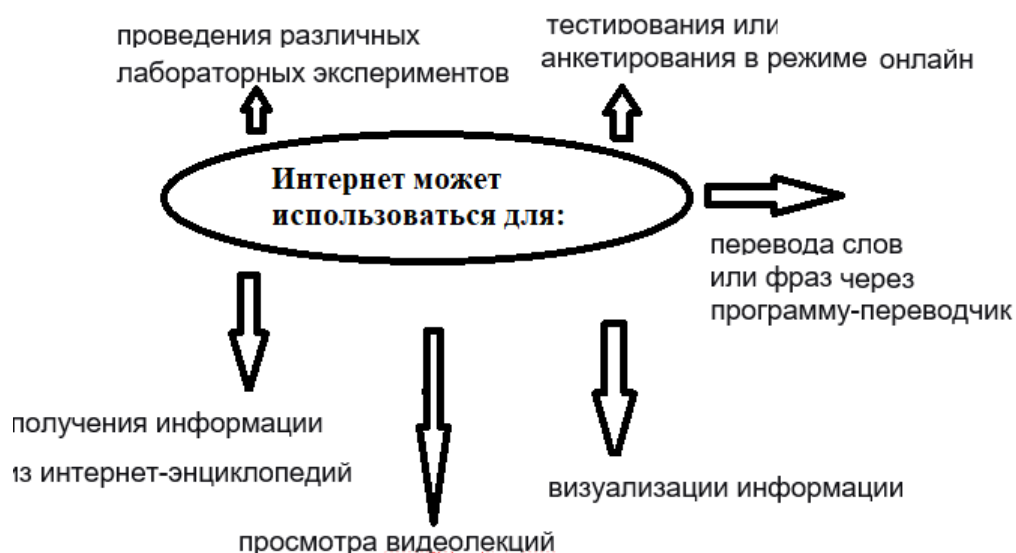 проведения различных
лабораторных экспериментов
тестирования или
анкетирования в режиме онлайн
Интернет может
использоваться для:
перевода слов
или фраз через
программу-переводчик
получения информации
из интернет-энциклопедий
визуализации информации
просмотра видеолекций